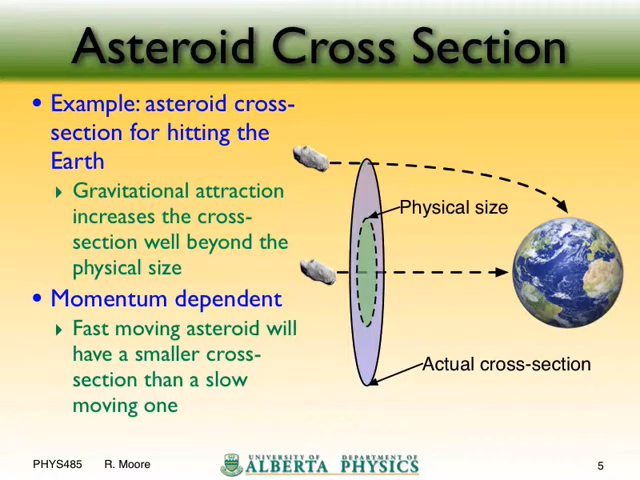 Asteroid Cross Section
• Example: asteroid cross-
section for hitting the
Earth
‣ Gravitational attraction
increases the cross-
section well beyond the
physical size
• Momentum dependent
‣ Fast moving asteroid will
have a smaller cross-
section than a slow
moving one
Physical size
Actual cross-section
PHYS485 R. Moore
UNIVERSITY OF DEPARTMENT OF
ALBERTA PHYSICS
5